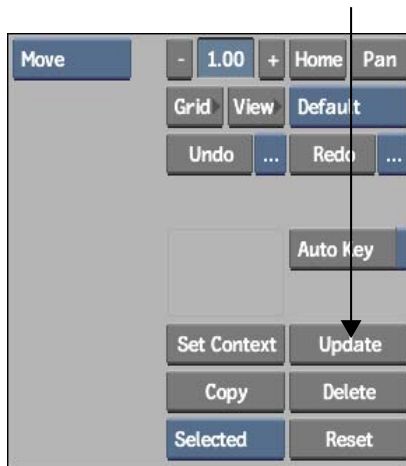 Move - 1.00 + Home Pan
Grid View Default
Undo ... Redo ...
Auto Key
Set Context Update
Copy Delete
Selected Reset